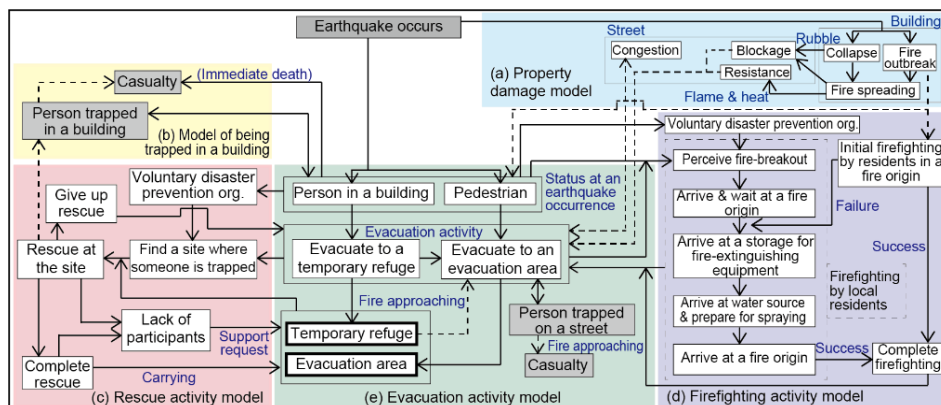 Earthquake occurs
Building
Street
Rubble
Congestion
Blockage
Collapse
Fire
outbreak
Resistance
(a) Property
damage model
Flame & heat
Fire spreading
(Immediate death)
Casualty
Person trapped
in a building
(b) Model of being
trapped in a building
Voluntary disaster prevention org.
Perceive fire-breakout
Initial firefighting
by residents in a
fire origin
Arrive & wait at a fire
origin
Failure
Arrive at a storage for
fire-extinguishing
equipment
Success
Firefighting
by local
residents
Arrive at water source
& prepare for spraying
Arrive at a fire origin
Success
Complete
firefighting
(d) Firefighting activity model
Voluntary disaster
prevention org.
Give up
rescue
Rescue at
the site
Find a site where
someone is trapped
Lack of
participants
Support
request
Complete
rescue
Carrying
(c) Rescue activity model
Person in a building
Pedestrian
Status at an
earthquake
occurrence
Evacuation activity
Evacuate to a
temporary refuge
Evacuate to an
evacuation area
Fire approaching
Temporary refuge
Evacuation area
Person trapped
on a street
Fire approaching
Casualty
(e) Evacuation activity model